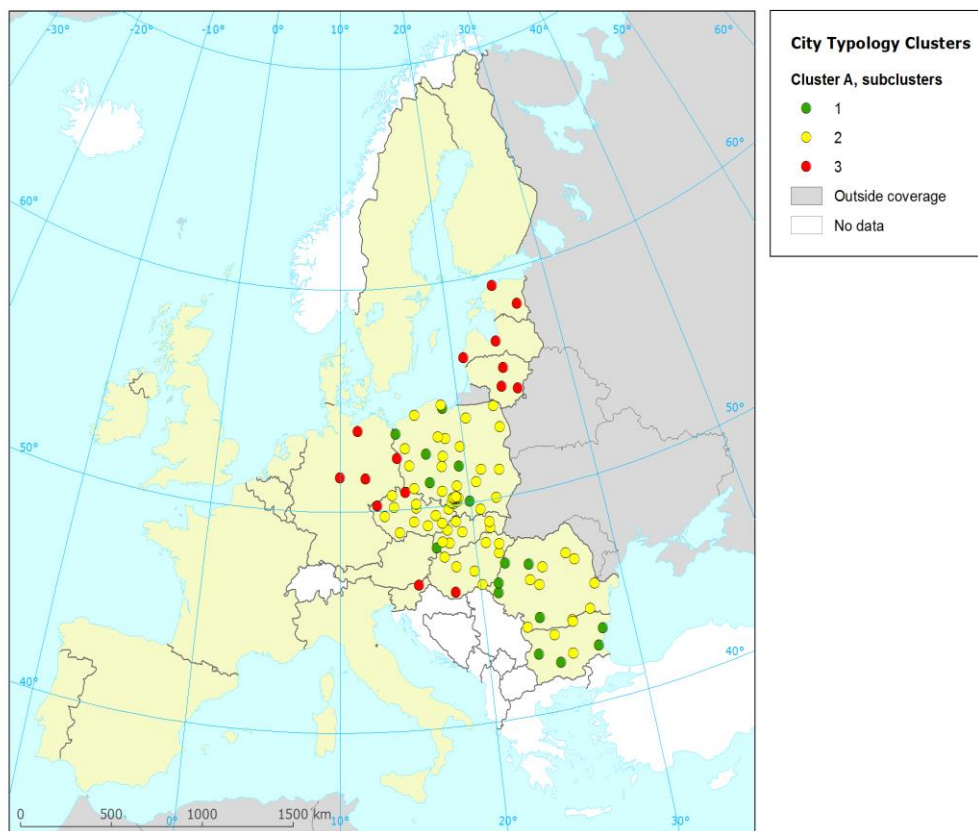 -30° -20° -10° 0° 10° 20° 30° 40° 50° 60° 70°
60°
60°
50°
50°
40°
40°
0 500 1000 1500 km
0° 10° 20° 30°
City Typology Clusters
Cluster A, subclusters
1
2
3
Outside coverage
No data